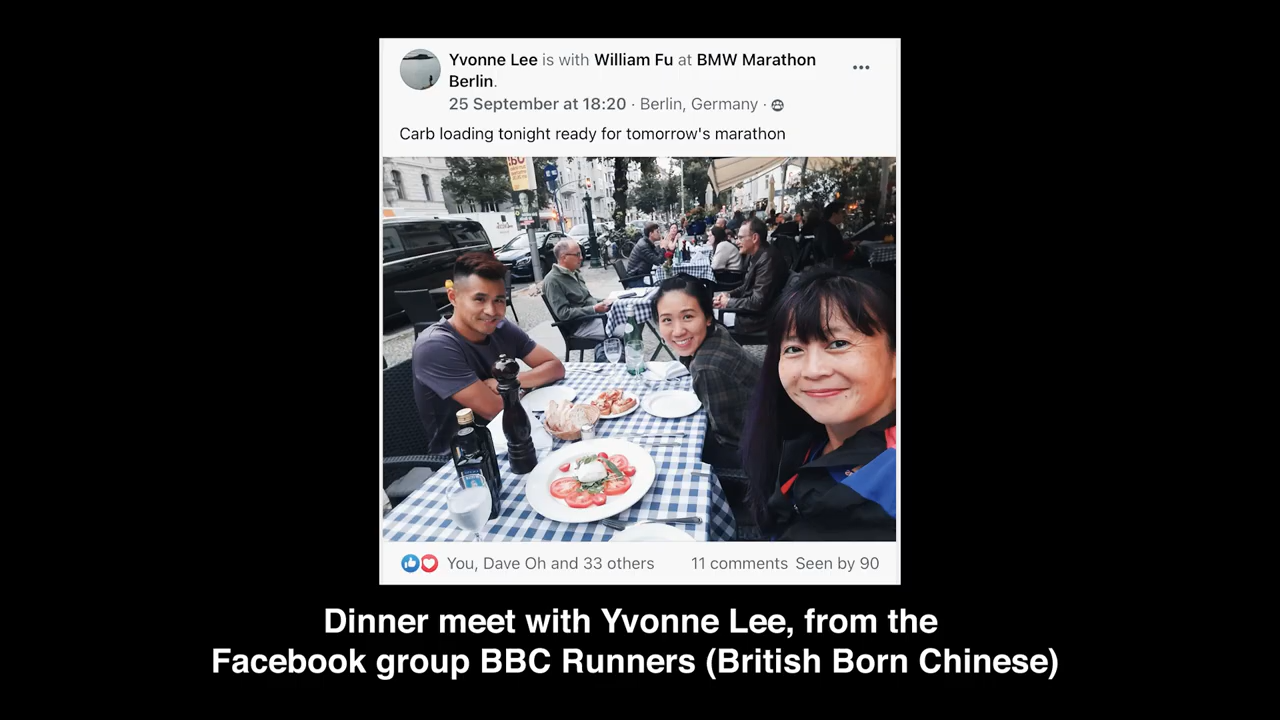 Yvonne Lee is with William Fu at BMW Marathon
Berlin.
25 September at 18:20 · Berlin, Germany ·
Carb loading tonight ready for tomorrow's marathon
You, Dave Oh and 33 others 11 comments Seen by 90
Dinner meet with Yvonne Lee, from the
Facebook group BBC Runners (British Born Chinese)